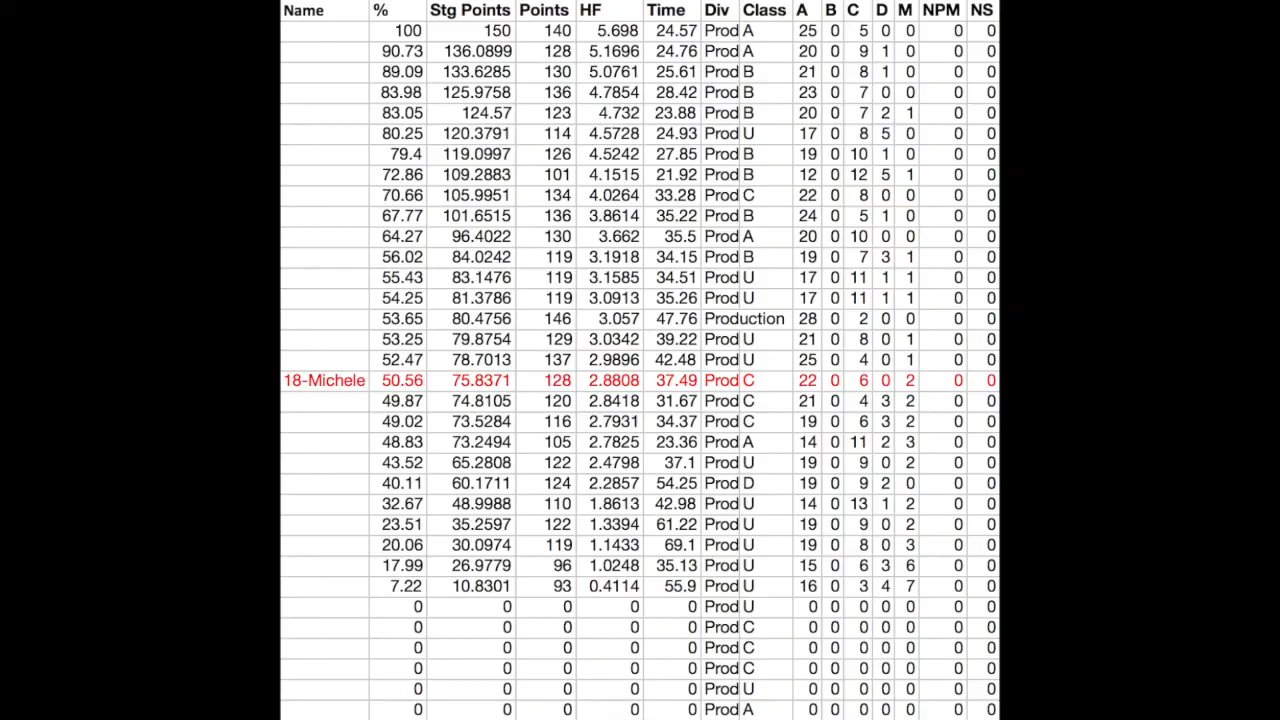 Name % Stg Points Points HF Time Div Class A B C D M NPM NS
100 150 140 5.698 24.57 Prod A 25 0 5 0 0 0 0
90.73 136.0899 128 5.1696 24.76 Prod A 20 0 9 1 0 0 0
89.09 133.6285 130 5.0761 25.61 Prod B 21 0 8 1 0 0 0
83.98 125.9758 136 4.7854 28.42 Prod B 23 0 7 0 0 0 0
83.05 124.57 123 4.732 23.88 Prod B 20 0 7 2 1 0 0
80.25 120.3791 114 4.5728 24.93 Prod U 17 0 8 5 0 0 0
79.4 119.0997 126 4.5242 27.85 Prod B 19 0 10 1 0 0 0
72.86 109.2883 101 4.1515 21.92 Prod B 12 0 12 5 1 0 0
70.66 105.9951 134 4.0264 33.28 Prod C 22 0 8 0 0 0 0
67.77 101.6515 136 3.8614 35.22 Prod B 24 0 5 1 0 0 0
64.27 96.4022 130 3.662 35.5 Prod A 20 0 10 0 0 0 0
56.02 84.0242 119 3.1918 34.15 Prod B 19 0 7 3 1 0 0
55.43 83.1476 119 3.1585 34.51 Prod U 17 0 11 1 1 0 0
54.25 81.3786 119 3.0913 35.26 Prod U 17 0 11 1 1 0 0
53.65 80.4756 146 3.057 47.76 Production 28 0 2 0 0 0 0
53.25 79.8754 129 3.0342 39.22 Prod U 21 0 8 0 1 0 0
52.47 78.7013 137 2.9896 42.48 Prod U 25 0 4 0 1 0 0
18-Michele 50.56 75.8371 128 2.8808 37.49 Prod C 22 0 6 0 2 0 0
49.87 74.8105 120 2.8418 31.67 Prod C 21 0 4 3 2 0 0
49.02 73.5284 116 2.7931 34.37 Prod C 19 0 6 3 2 0 0
48.83 73.2494 105 2.7825 23.36 Prod A 14 0 11 2 3 0 0
43.52 65.2808 122 2.4798 37.1 Prod U 19 0 9 0 2 0 0
40.11 60.1711 124 2.2857 54.25 Prod D 19 0 9 2 0 0 0
32.67 48.9988 110 1.8613 42.98 Prod U 14 0 13 1 2 0 0
23.51 35.2597 122 1.3394 61.22 Prod U 19 0 9 0 2 0 0
20.06 30.0974 119 1.1433 69.1 Prod U 19 0 8 0 3 0 0
17.99 26.9779 96 1.0248 35.13 Prod U 15 0 6 3 6 0 0
7.22 10.8301 93 0.4114 55.9 Prod U 16 0 3 4 7 0 0
0 0 0 0 0 Prod U 0 0 0 0 0 0 0
0 0 0 0 0 Prod C 0 0 0 0 0 0 0
0 0 0 0 0 Prod C 0 0 0 0 0 0 0
0 0 0 0 0 Prod C 0 0 0 0 0 0 0
0 0 0 0 0 Prod U 0 0 0 0 0 0 0
0 0 0 0 0 Prod A 0 0 0 0 0 0 0